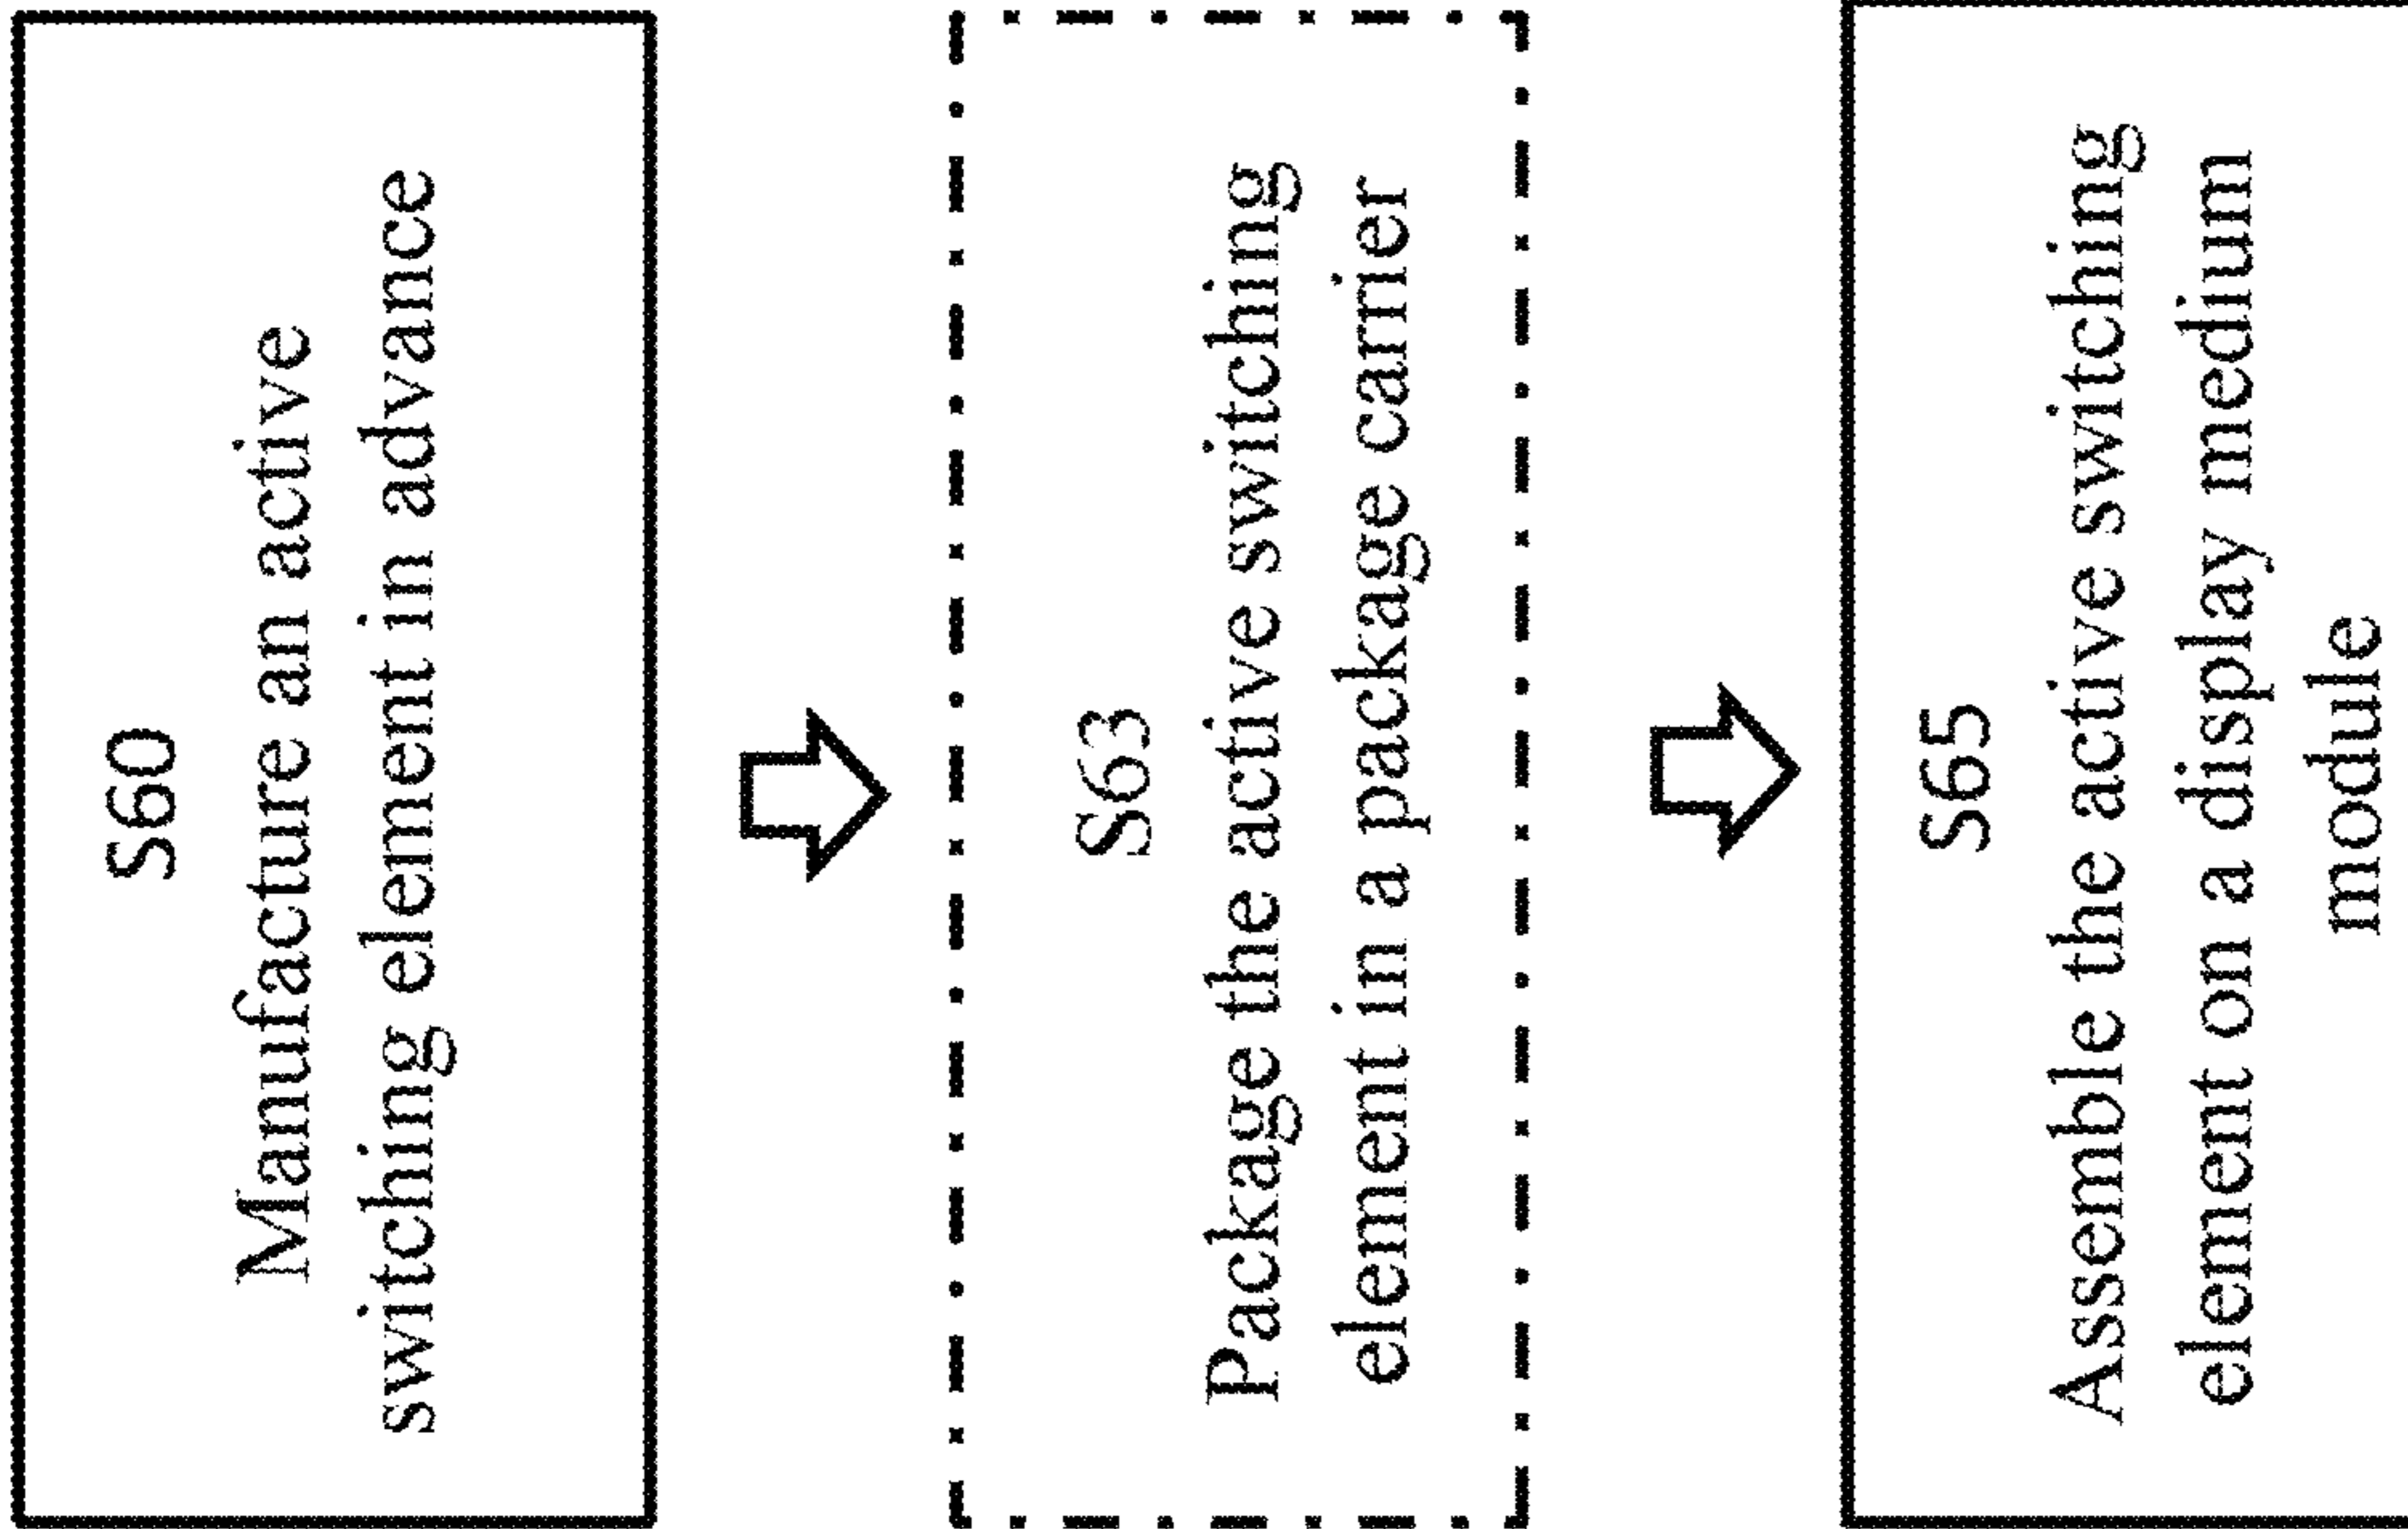 S60
Manufacture an active
switching element in advance
S63
Package the active switching
element in a package carrier
S65
Assemble the active switching
element on a display medium
module